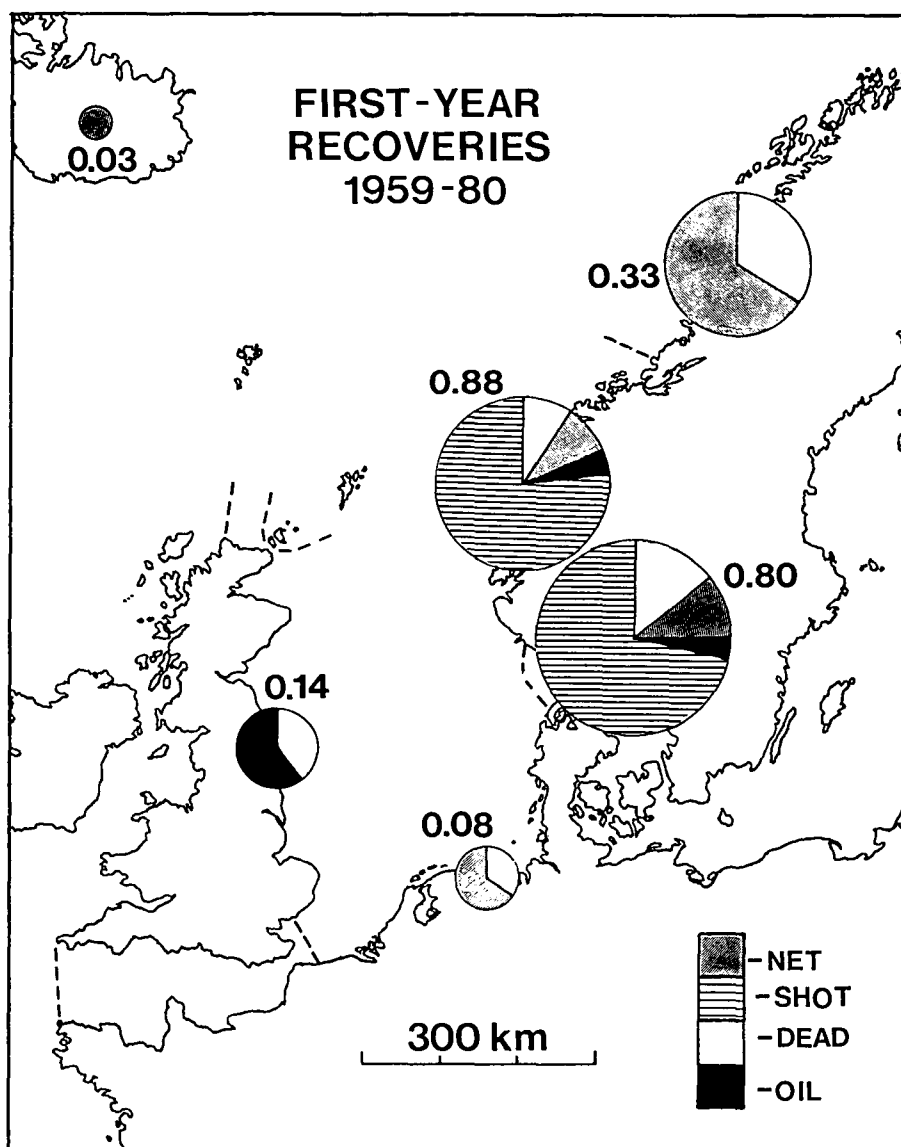 FIRST-YEAR
RECOVERIES
1959-80
0.03
0.33
0.88
0.80
0.14
0.08
300 km
-NET
-SHOT
-DEAD
-OIL